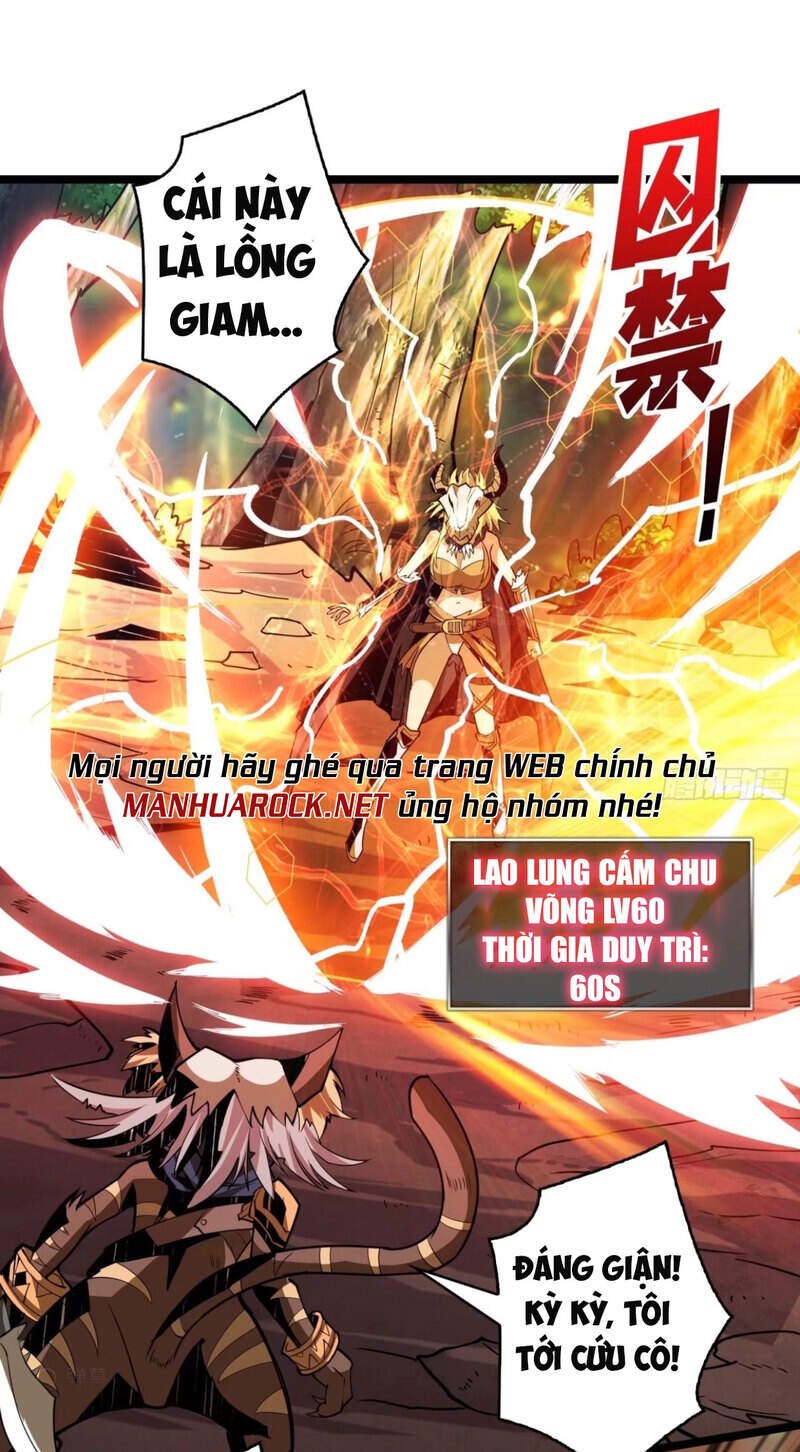 CÁI NÀY
LÀ LỒNG
GIAM...
囚
禁
!
Mọi người hãy ghé qua trang WEB chính chủ
MANHUAROCK.NET ủng hộ nhóm nhé!
LAO LUNG CẤM CHU
VÕNG LV60
THỜI GIA DUY TRÌ:
60S
ĐÁNG GIẬN!
KỲ KỲ, TÔI
TỚI CỨU CÔ!